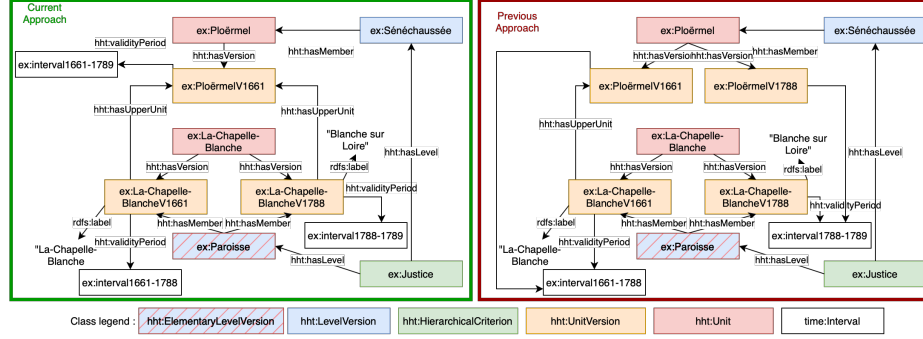 Current
Approach
ex:Ploërmel
ex:Sénéchaussée
hht:validityPeriod
hht:hasVersion
hht:hasMember
ex:interval1661-1789
ex:PloërmelV1661
hht:hasUpperUnit
hht:hasUpperUnit
ex:La-Chapelle-
Blanche
"Blanche sur
Loire"
hht:hasLevel
hht:hasVersion
hht:hasVersion
rdfs:label
ex:La-Chapelle-
BlancheV1661
ex:La-Chapelle-
BlancheV1788
hht:validityPeriod
rdfs:label
hht:hasMember
hht:hasMember
hht:validityPeriod
ex:interval1788-1789
"La-Chapelle-
Blanche
ex:Paroisse
hht:hasLevel
ex:interval1661-1788
ex:Justice
Previous
Approach
ex:Ploërmel
ex:Sénéchaussée
hht:hasVersion
hht:hasVersion
hht:hasMember
ex:PloërmelV1661
ex:PloërmelV1788
hht:hasUpperUnit
ex:La-Chapelle-
Blanche
"Blanche sur
Loire"
hht:hasLevel
hht:hasVersion
hht:hasVersion
rdfs:label
ex:La-Chapelle-
BlancheV1661
ex:La-Chapelle-
BlancheV1788
hht:validityPeriod
rdfs:label
hht:hasMember
hht:hasMember
hht:validityPeriod
ex:interval1788-1789
"La-Chapelle-
Blanche
ex:Paroisse
hht:hasLevel
ex:interval1661-1788
ex:Justice
Class legend :
hht:ElementaryLevelVersion
hht:LevelVersion
hht:HierarchicalCriterion
hht:UnitVersion
hht:Unit
time:Interval